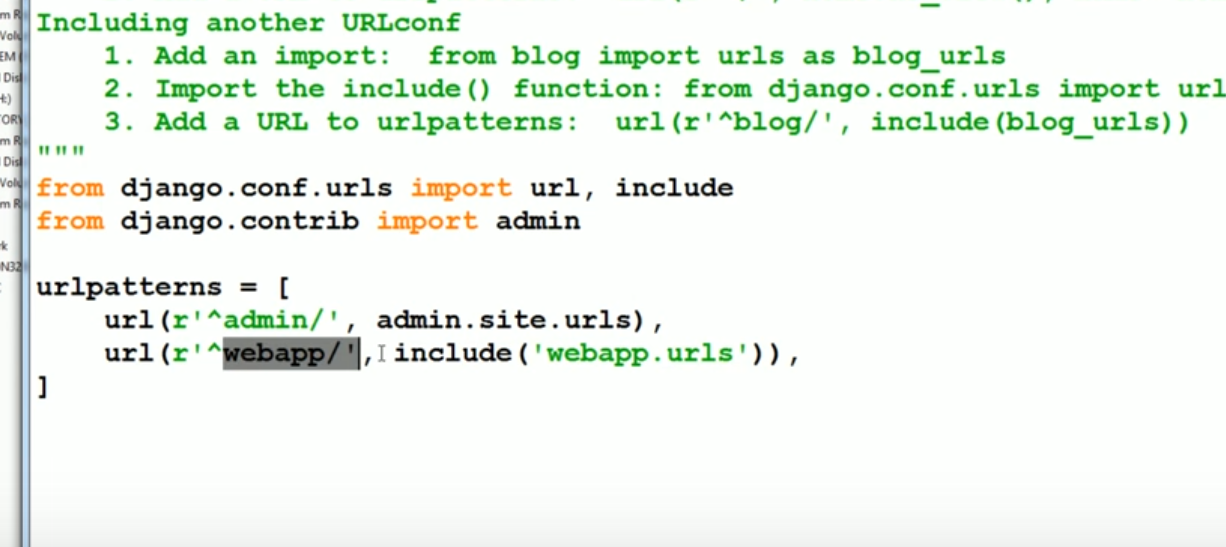 Including another URLconf
    1. Add an import:  from blog import urls as blog_urls
    2. Import the include() function: from django.conf.urls import url
    3. Add a URL to urlpatterns:  url(r'^blog/', include(blog_urls))
"""
from django.conf.urls import url, include
from django.contrib import admin

urlpatterns = [
    url(r'^admin/', admin.site.urls),
    url(r'^webapp/', include('webapp.urls')),
]